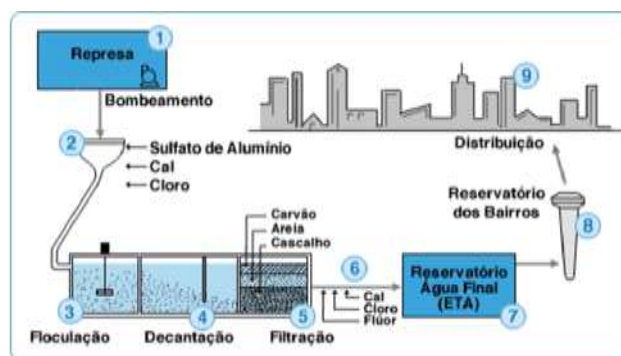 1
Represa
Bombeamento
2
Sulfato de Alumínio
Cal
Cloro
9
Distribuição
Reservatório
dos Bairros
8
Carvão
Areia
Cascalho
3
4
5
Floculação
Decantação
Filtração
6
Cal
Cloro
Flúor
Reservatório
Água Final
(ETA)
7